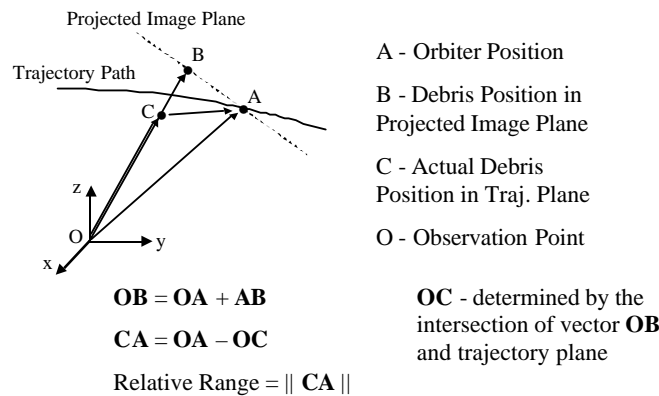 Projected Image Plane
B
Trajectory Path
A
C
z
O
y
x
A - Orbiter Position
B - Debris Position in
Projected Image Plane
C - Actual Debris
Position in Traj. Plane
O - Observation Point
OB = OA + AB
CA = OA – OC
Relative Range = || CA ||
OC - determined by the
intersection of vector OB
and trajectory plane